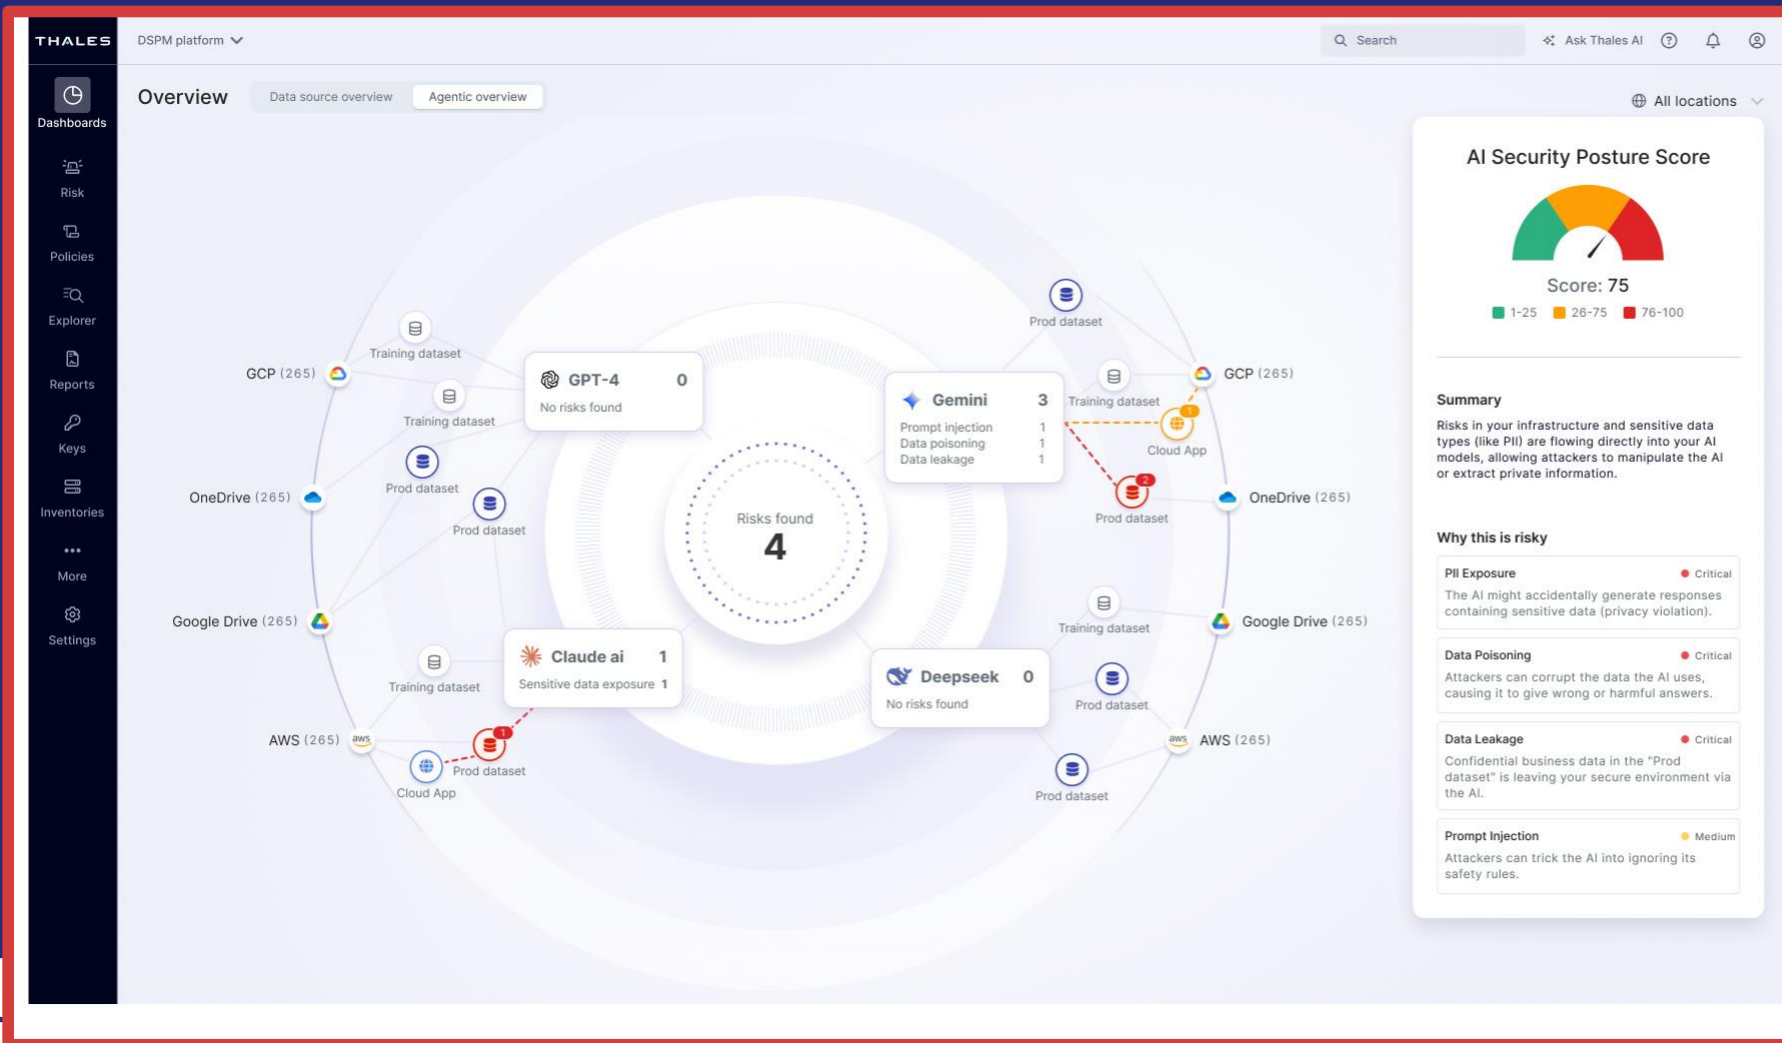 THALES
DSPM platform
Search
Ask Thales AI
Dashboards
Risk
Policies
Explorer
Reports
Keys
Inventories
More
Settings
Overview
Data source overview
Agentic overview
All locations
GCP (265)
OneDrive (265)
Google Drive (265)
AWS (265)
aws
Training dataset
Training dataset
Prod dataset
Prod dataset
Training dataset
1
Prod dataset
Cloud App
GPT-4 0
No risks found
Claude ai 1
Sensitive data exposure 1
Risks found
4
Gemini 3
Prompt injection 1
Data poisoning 1
Data leakage 1
Deepseek 0
No risks found
Prod dataset
Training dataset
1
Cloud App
2
Prod dataset
Training dataset
Prod dataset
Prod dataset
GCP (265)
OneDrive (265)
Google Drive (265)
aws
AWS (265)
AI Security Posture Score
Score: 75
1-25 26-75 76-100
Summary
Risks in your infrastructure and sensitive data
types (like PII) are flowing directly into your AI
models, allowing attackers to manipulate the AI
or extract private information.
Why this is risky
PII Exposure Critical
The AI might accidentally generate responses
containing sensitive data (privacy violation).
Data Poisoning Critical
Attackers can corrupt the data the AI uses,
causing it to give wrong or harmful answers.
Data Leakage Critical
Confidential business data in the "Prod
dataset" is leaving your secure environment via
the AI.
Prompt Injection Medium
Attackers can trick the AI into ignoring its
safety rules.